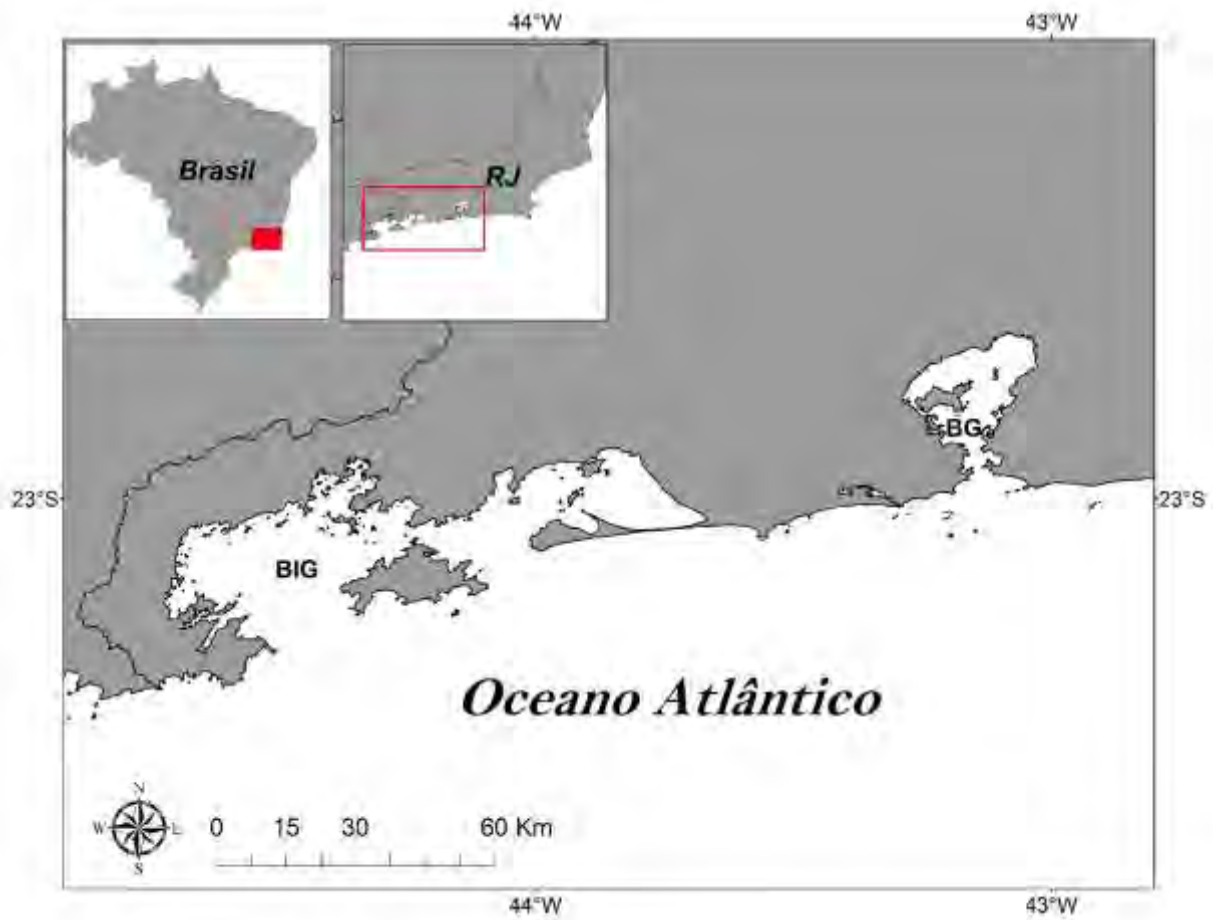 44°W 43°W
Brasil
RJ
BG
23°S 23°S
BIG
Oceano Atlântico
N
W L
S
0 15 30 60 Km
44°W 43°W